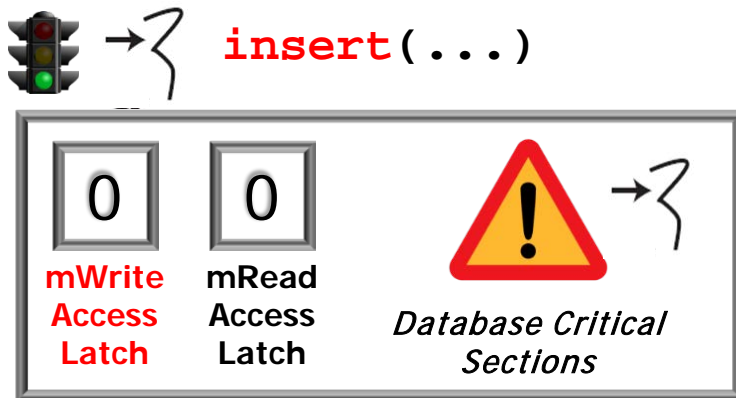 insert(...)
0
0
mWrite
Access
Latch
mRead
Access
Latch
!
Database Critical
Sections